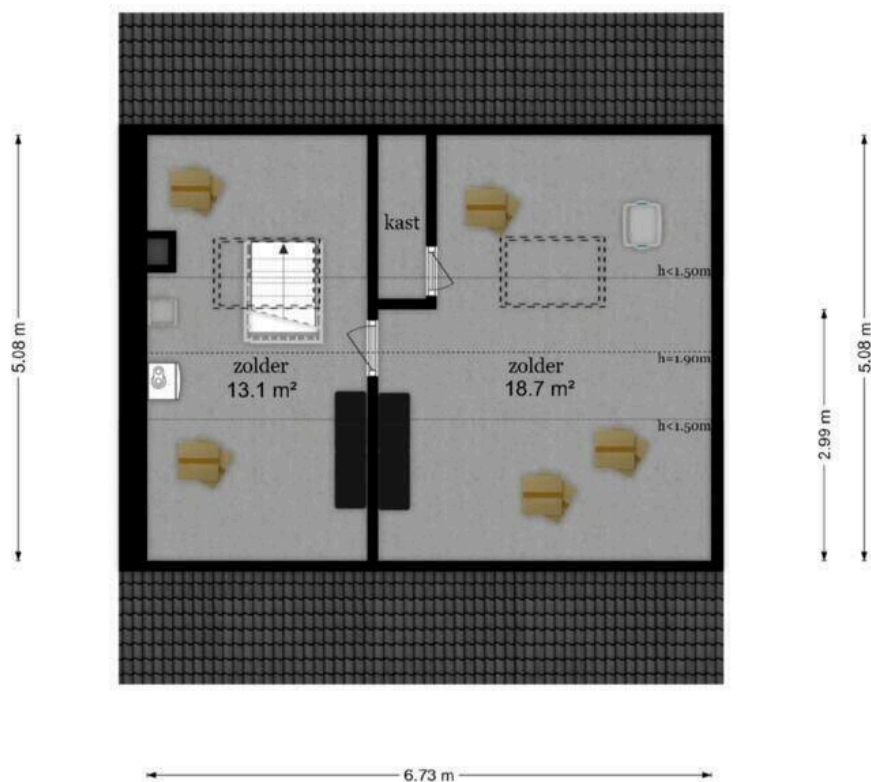 kast
h<1.50m
5.08 m
5.08 m
h=1.90m
zolder
13.1 m²
zolder
18.7 m²
h<1.50m
2.99 m
6.73 m